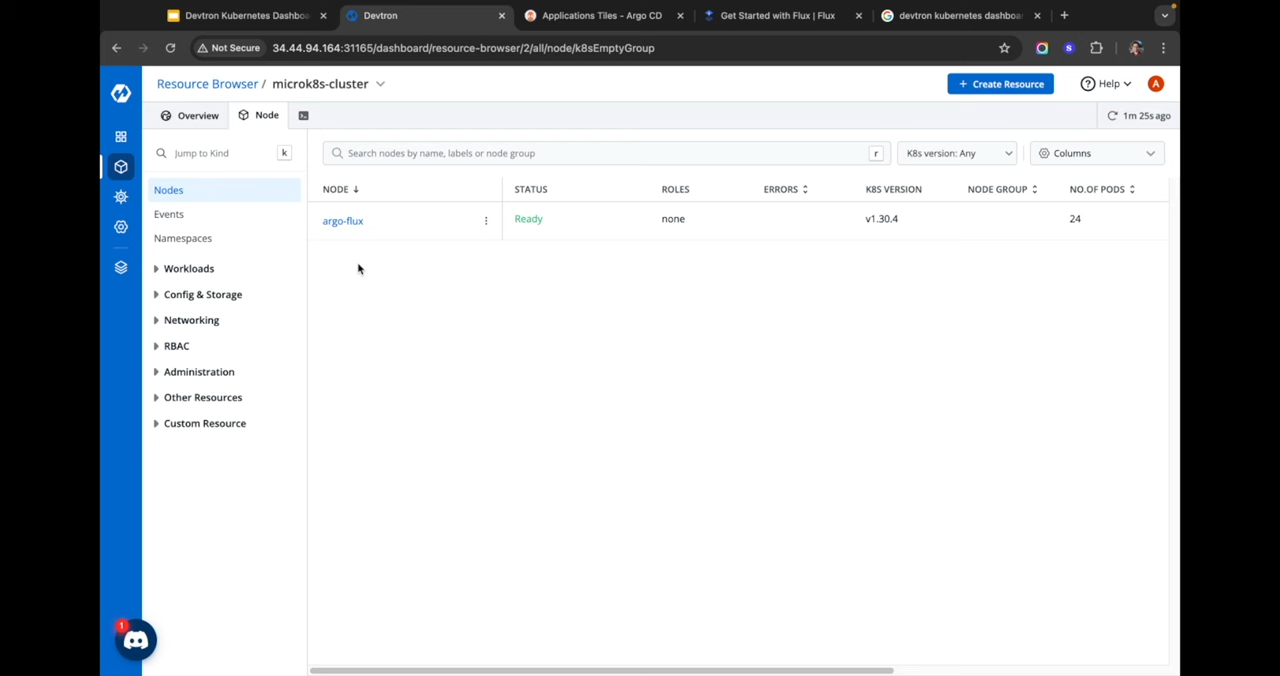 Devtron Kubernetes Dashboa
Devtron
Applications Tiles - Argo CD
Get Started with Flux | Flux
devtron kubernetes dashboa
Not Secure
34.44.94.164:31165/dashboard/resource-browser/2/all/node/k8sEmptyGroup
S
Resource Browser / microk8s-cluster
+ Create Resource
? Help
A
Overview
Node
1m 25s ago
Jump to Kind
k
Search nodes by name, labels or node group
r
K8s version: Any
Columns
Nodes
Events
Namespaces
Workloads
Config & Storage
Networking
RBAC
Administration
Other Resources
Custom Resource
NODE STATUS ROLES ERRORS K8S VERSION NODE GROUP NO.OF PODS
argo-flux Ready none v1.30.4 24
1